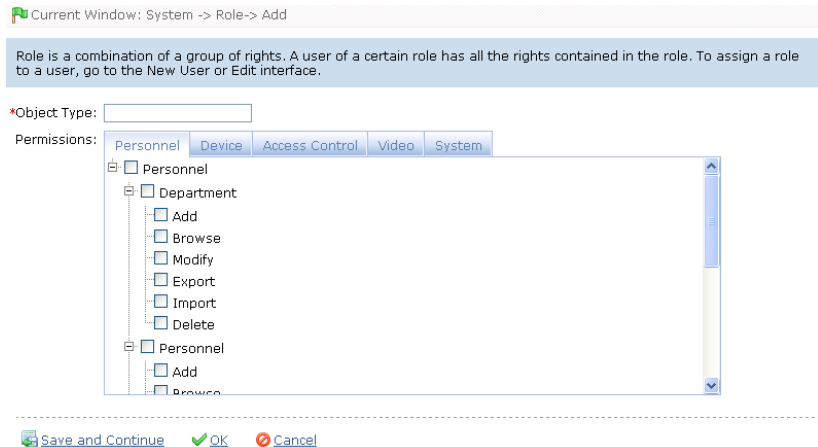 Current Window: System -> Role-> Add
Role is a combination of a group of rights. A user of a certain role has all the rights contained in the role. To assign a role
to a user, go to the New User or Edit interface.
*Object Type:
Permissions:
Personnel Device Access Control Video System
Personnel
Department
Add
Browse
Modify
Export
Import
Delete
Personnel
Add
Browse
Save and Continue OK Cancel